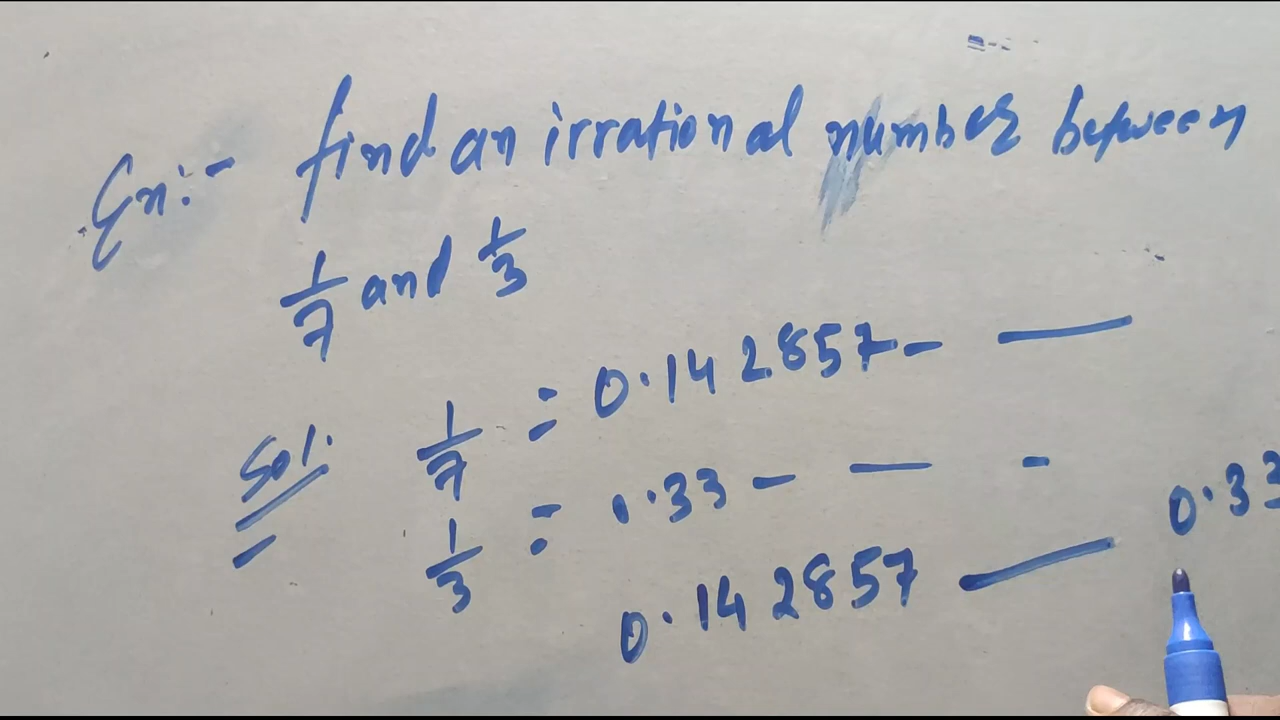 Ex:- find an irrational number between
1/7 and 1/3
Sol. 1/7 = 0.142857- —
1/3 = 0.33 - — -
0.142857 — 0.33